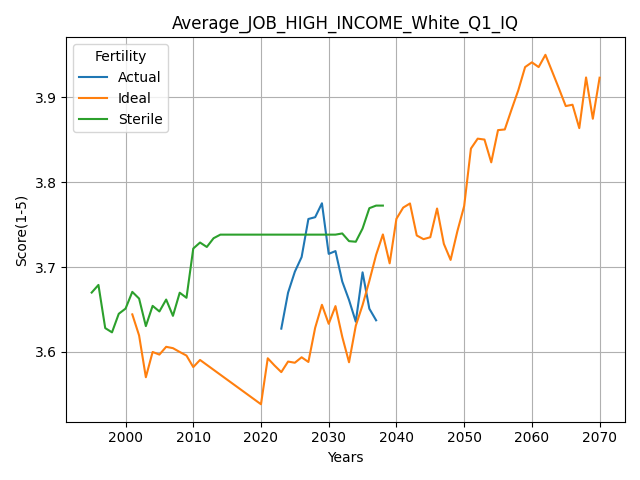 Average_JOB_HIGH_INCOME_White_Q1_IQ
Fertility
Actual
Ideal
Sterile
Score(1-5)
3.9
3.8
3.7
3.6
2000 2010 2020 2030 2040 2050 2060 2070
Years